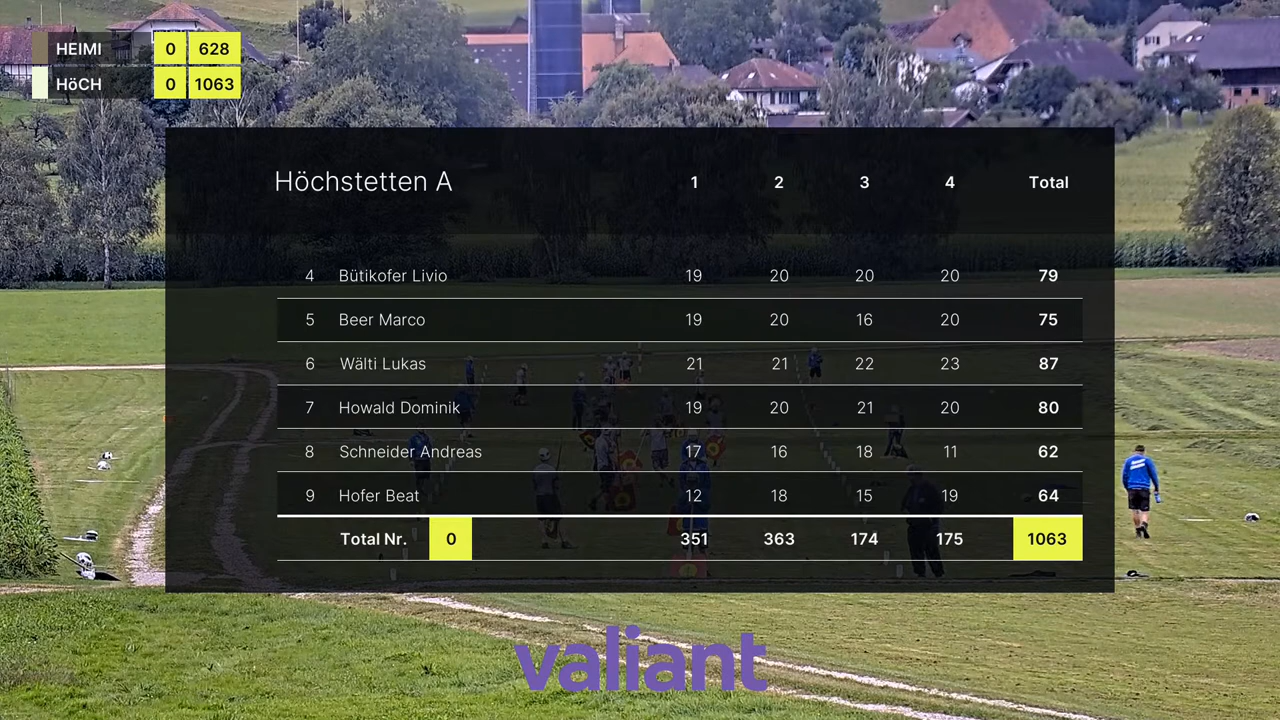 HEIMI 0 628
HöCH 0 1063
Höchstetten A 1 2 3 4 Total
4 Bütikofer Livio 19 20 20 20 79
5 Beer Marco 19 20 16 20 75
6 Wälti Lukas 21 21 22 23 87
7 Howald Dominik 19 20 21 20 80
8 Schneider Andreas 17 16 18 11 62
9 Hofer Beat 12 18 15 19 64
Total Nr. 0 351 363 174 175 1063
valiant